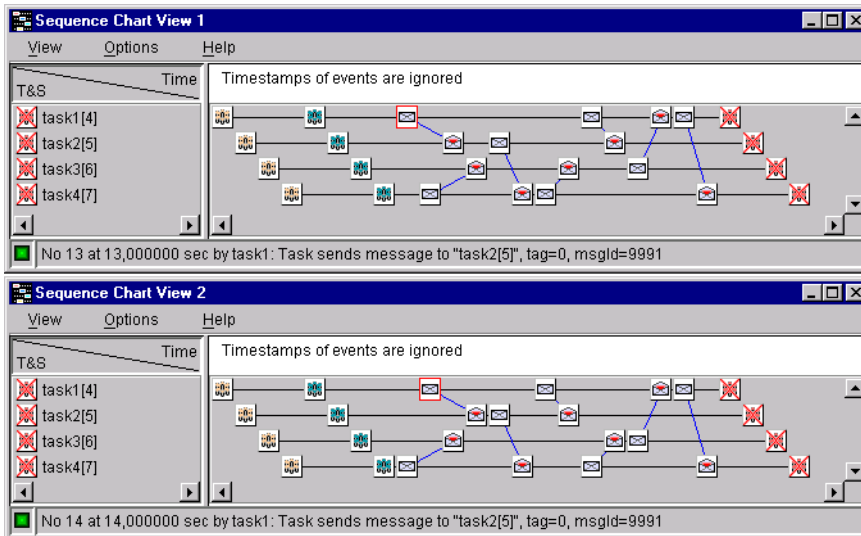 Sequence Chart View 1
View Options Help
Time
T&S
Timestamps of events are ignored
task1[4]
task2[5]
task3[6]
task4[7]
No 13 at 13,000000 sec by task1: Task sends message to "task2[5]", tag=0, msgId=9991
Sequence Chart View 2
View Options Help
Time
T&S
Timestamps of events are ignored
task1[4]
task2[5]
task3[6]
task4[7]
No 14 at 14,000000 sec by task1: Task sends message to "task2[5]", tag=0, msgId=9991